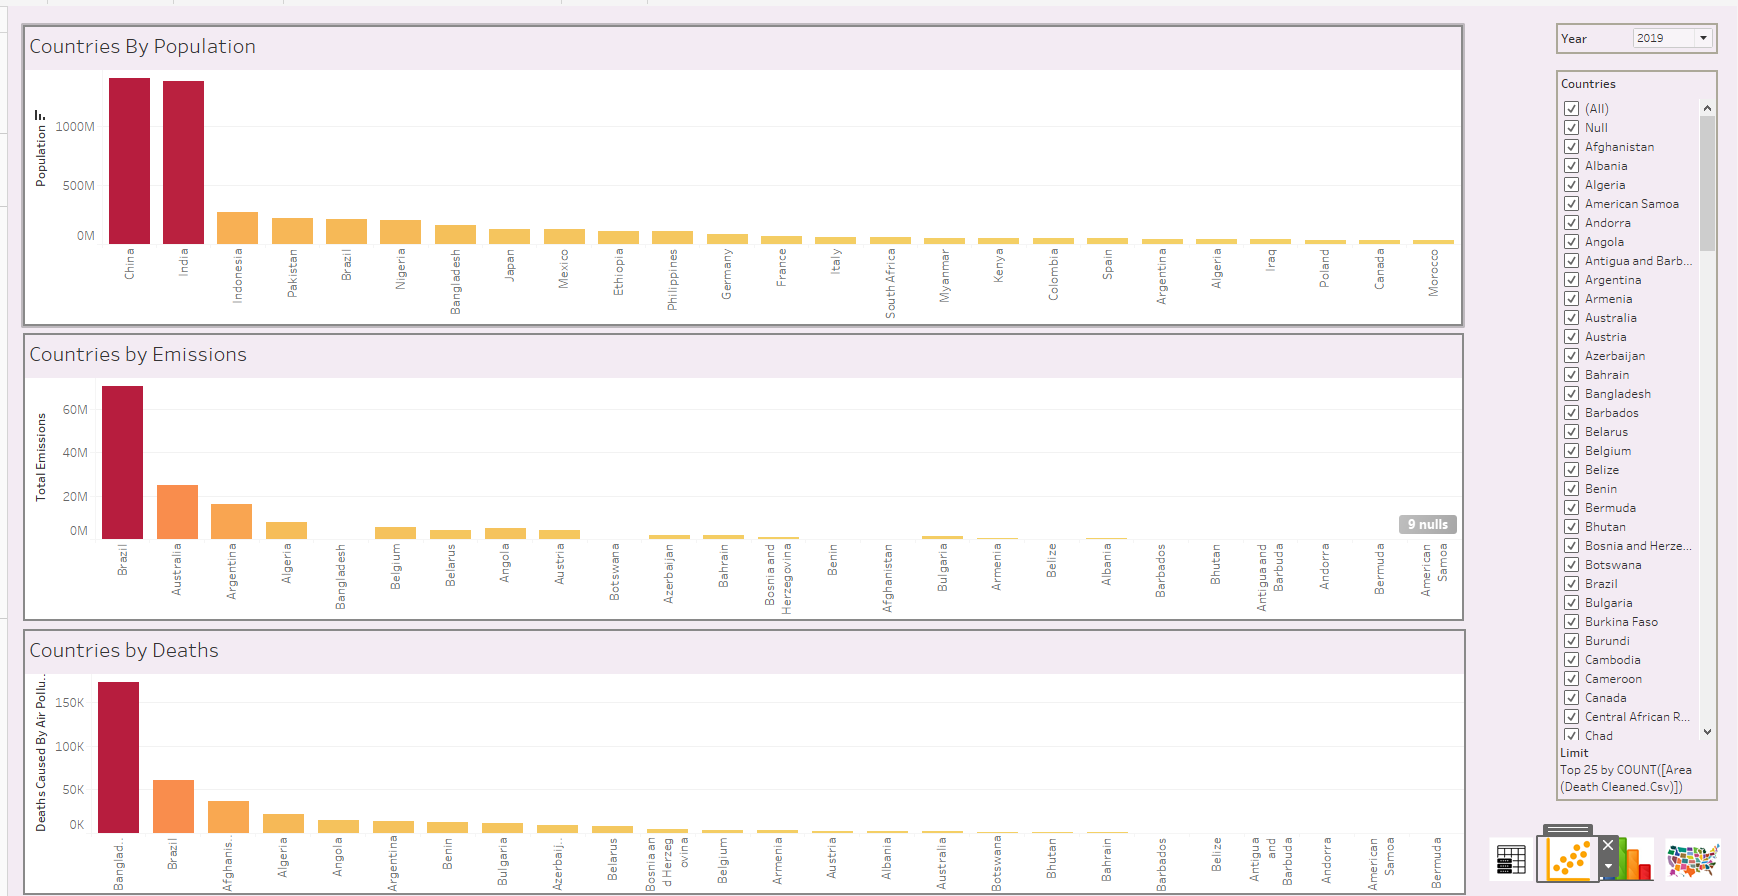 Countries By Population
Population
1000M
500M
0M
China
India
Indonesia
Pakistan
Brazil
Nigeria
Bangladesh
Japan
Mexico
Ethiopia
Philippines
Germany
France
Italy
South Africa
Myanmar
Kenya
Colombia
Spain
Argentina
Algeria
Iraq
Poland
Canada
Morocco
Countries by Emissions
Total Emissions
60M
40M
20M
0M
9 nulls
Brazil
Australia
Argentina
Algeria
Bangladesh
Belgium
Belarus
Angola
Austria
Botswana
Azerbaijan
Bahrain
Bosnia and
Herzegovina
Benin
Afghanistan
Bulgaria
Armenia
Belize
Albania
Barbados
Bhutan
Antigua and
Barbuda
Andorra
Bermuda
American
Samoa
Countries by Deaths
Deaths Caused By Air Pollu..
150K
100K
50K
0K
Banglad..
Brazil
Afghanis..
Algeria
Angola
Argentina
Benin
Bulgaria
Azerbaij..
Belarus
Bosnia an
d Herzeg
ovina
Belgium
Armenia
Austria
Albania
Australia
Botswana
Bhutan
Bahrain
Barbados
Belize
Antigua
and
Barbuda
Andorra
American
Samoa
Bermuda
Year 2019
Countries
(All)
Null
Afghanistan
Albania
Algeria
American Samoa
Andorra
Angola
Antigua and Barb...
Argentina
Armenia
Australia
Austria
Azerbaijan
Bahrain
Bangladesh
Barbados
Belarus
Belgium
Belize
Benin
Bermuda
Bhutan
Bosnia and Herze...
Botswana
Brazil
Bulgaria
Burkina Faso
Burundi
Cambodia
Cameroon
Canada
Central African R...
Chad
Limit
Top 25 by COUNT([Area
(Death Cleaned.Csv)])